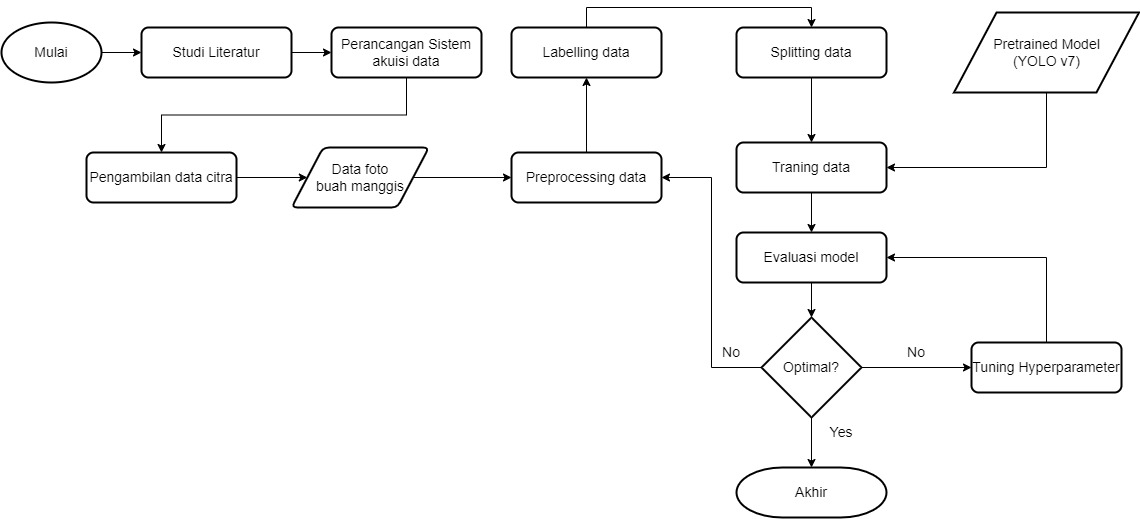 Mulai
Studi Literatur
Perancangan Sistem
akuisi data
Pengambilan data citra
Data foto
buah manggis
Preprocessing data
Labelling data
Splitting data
Pretrained Model
(YOLO v7)
Traning data
Evaluasi model
Optimal?
No
No
Tuning Hyperparameter
Yes
Akhir